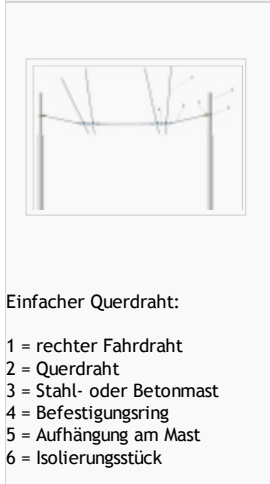 Einfacher Querdraht:
1 = rechter Fahrdraht
2 = Querdraht
3 = Stahl- oder Betonmast
4 = Befestigungsring
5 = Aufhängung am Mast
6 = Isolierungsstück